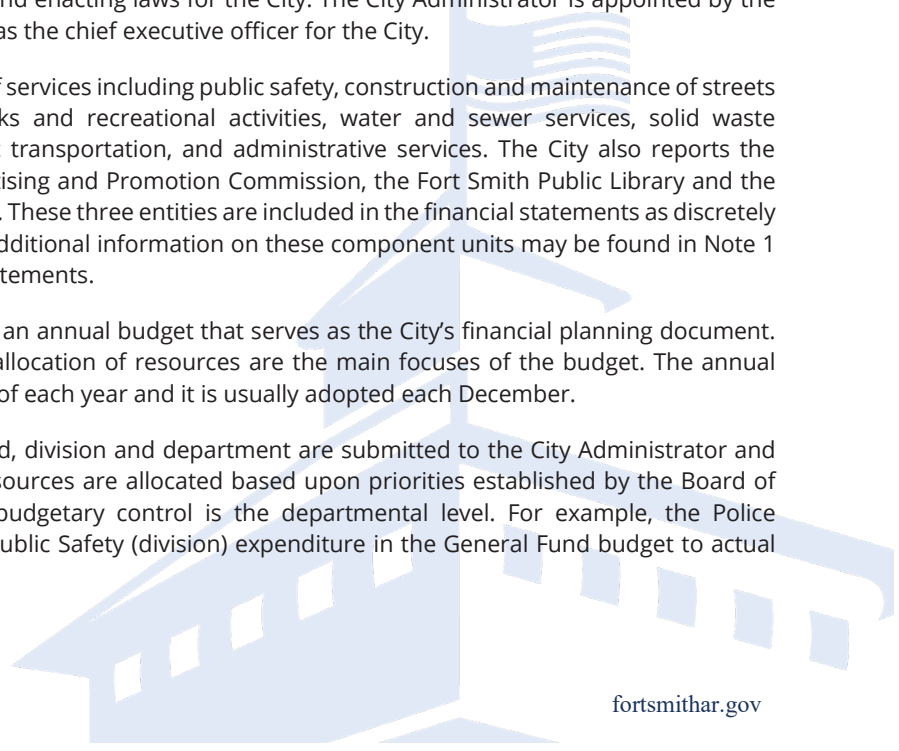 and enacting laws for the City. The City Administrator is appointed by the
as the chief executive officer for the City.
services including public safety, construction and maintenance of streets
and recreational activities, water and sewer services, solid waste
transportation, and administrative services. The City also reports the
and Promotion Commission, the Fort Smith Public Library and the
. These three entities are included in the financial statements as discretely
dditional information on these component units may be found in Note 1
tements.
an annual budget that serves as the City’s financial planning document.
allocation of resources are the main focuses of the budget. The annual
of each year and it is usually adopted each December.
d, division and department are submitted to the City Administrator and
sources are allocated based upon priorities established by the Board of
budgetary control is the departmental level. For example, the Police
ublic Safety (division) expenditure in the General Fund budget to actual
fortsmithar.gov